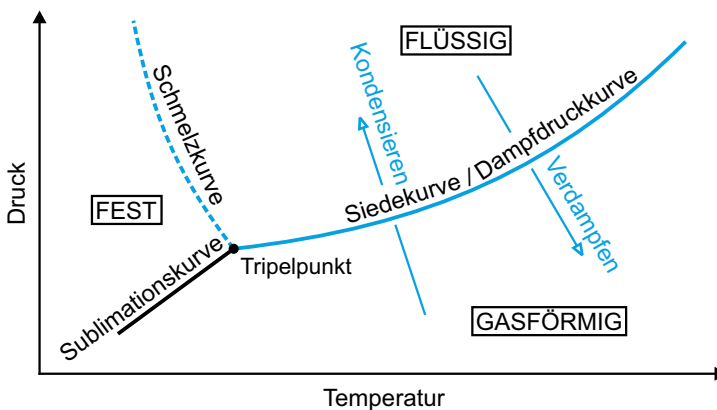 FLÜSSIG
Kondensieren
Schmelzkurve
Siedekurve / Dampfdruckkurve
Verdampfen
Druck
FEST
Sublimationskurve
Tripelpunkt
GASFÖRMIG
Temperatur